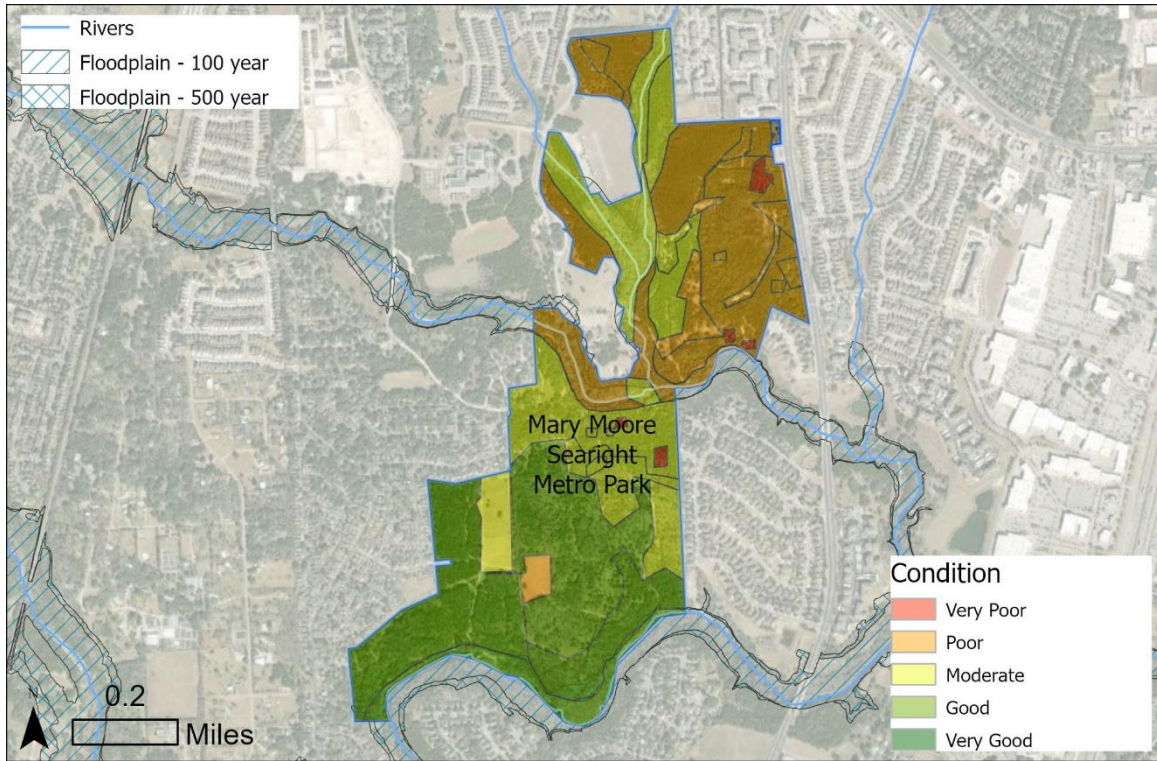 Rivers
Floodplain - 100 year
Floodplain - 500 year
Mary Moore
Searight
Metro Park
Condition
Very Poor
Poor
Moderate
Good
Very Good
0.2
Miles